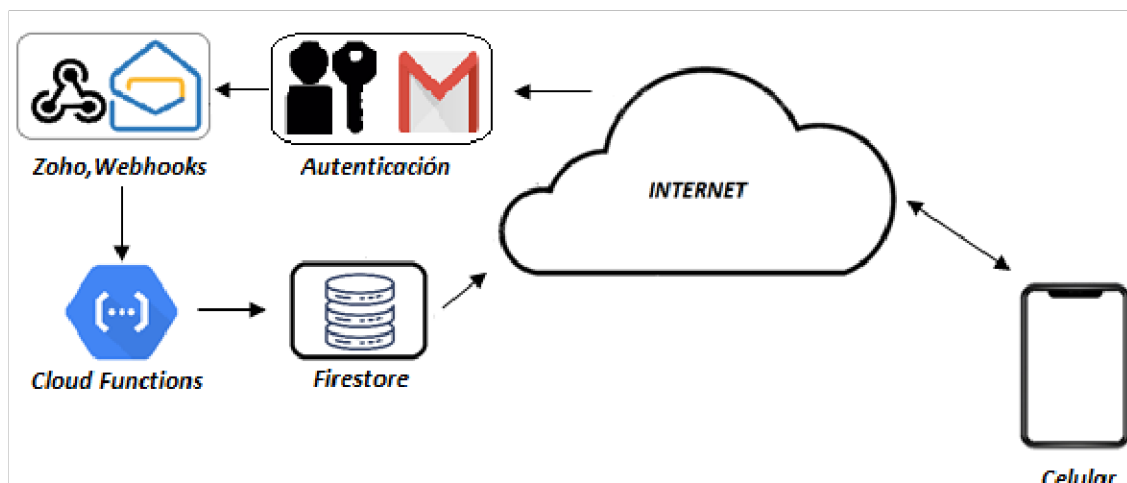 Zoho,Webhooks
Autenticación
INTERNET
Cloud Functions
Firestore
Celular